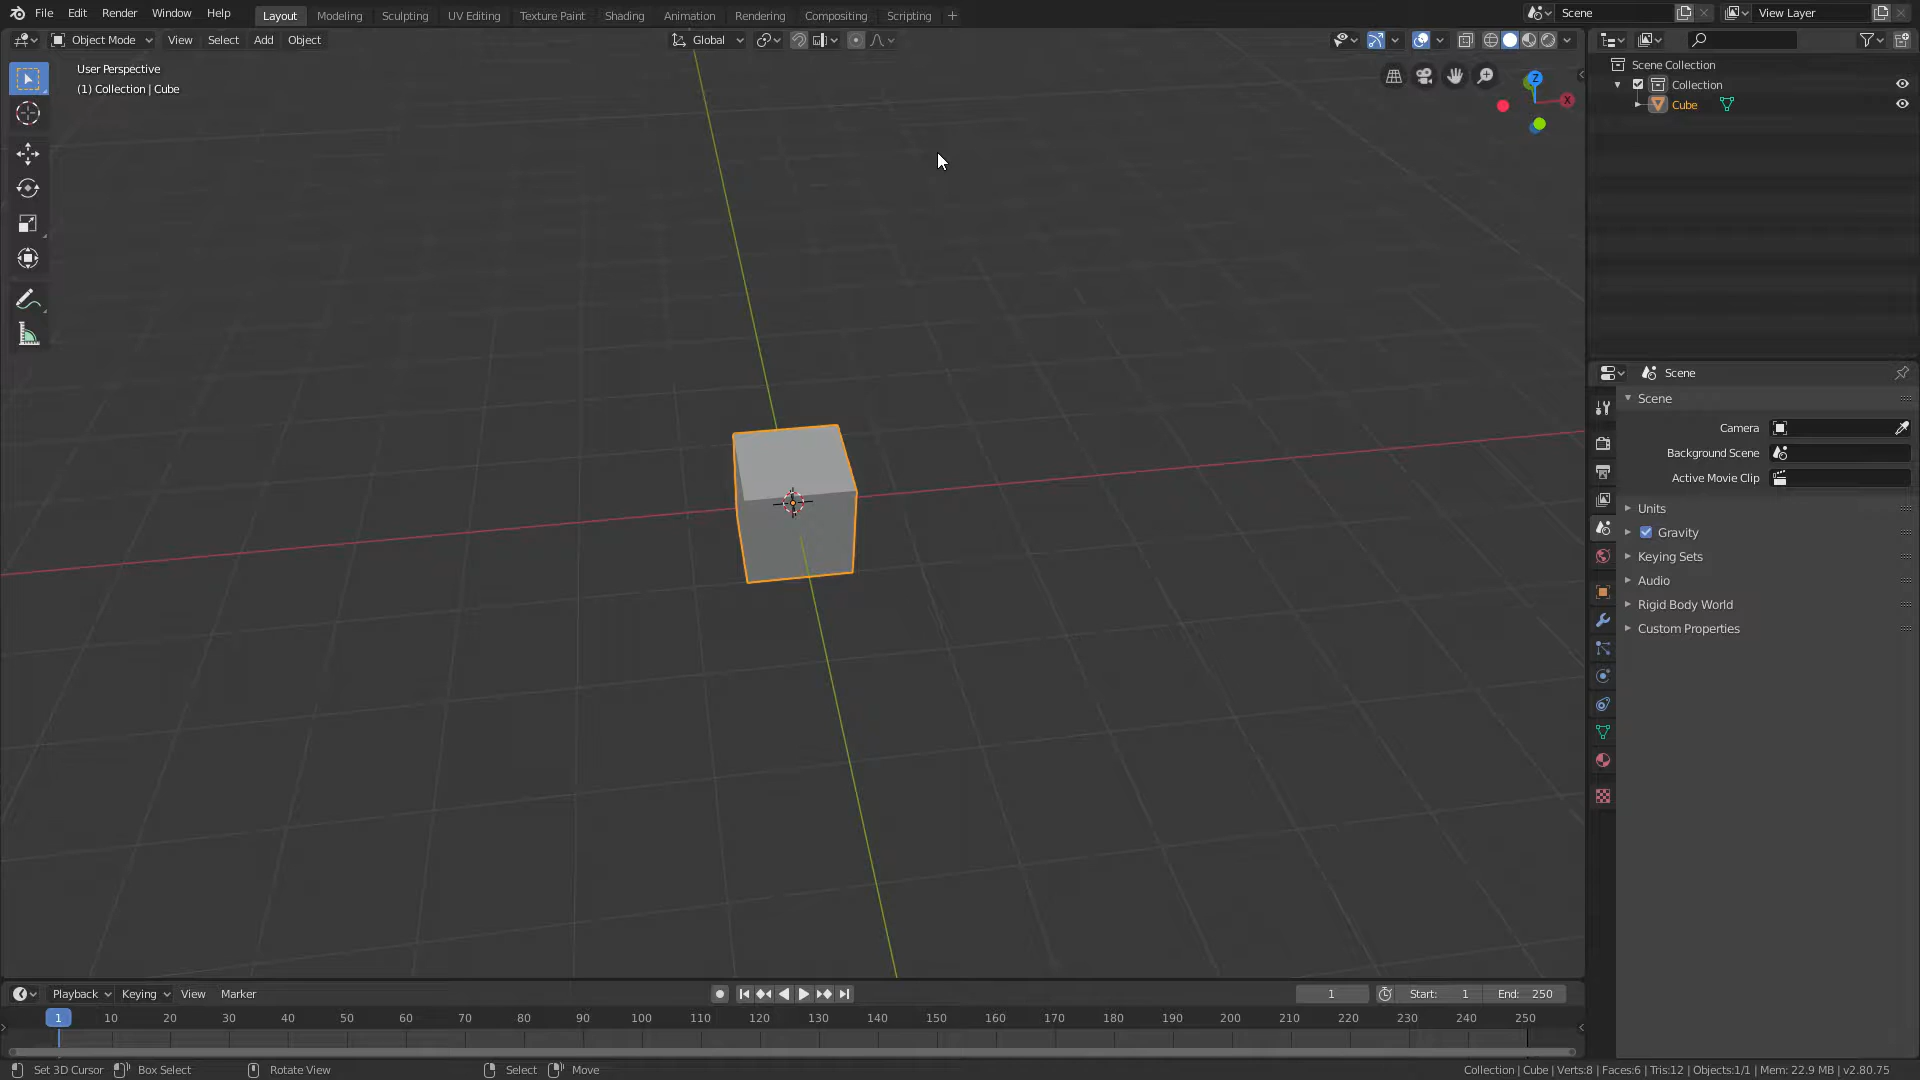 File Edit Render Window Help Layout Modeling Sculpting UV Editing Texture Paint Shading Animation Rendering Compositing Scripting + Scene View Layer
Object Mode View Select Add Object Global
User Perspective
(1) Collection | Cube
Z
X
Scene Collection
Collection
Cube
Scene
Scene
Camera
Background Scene
Active Movie Clip
Units
Gravity
Keying Sets
Audio
Rigid Body World
Custom Properties
Playback Keying View Marker 1 Start: 1 End: 250
1 10 20 30 40 50 60 70 80 90 100 110 120 130 140 150 160 170 180 190 200 210 220 230 240 250
Set 3D Cursor Box Select Rotate View Select Move Collection | Cube | Verts:8 | Faces:6 | Tris:12 | Objects:1/1 | Mem: 22.9 MB | v2.80.75